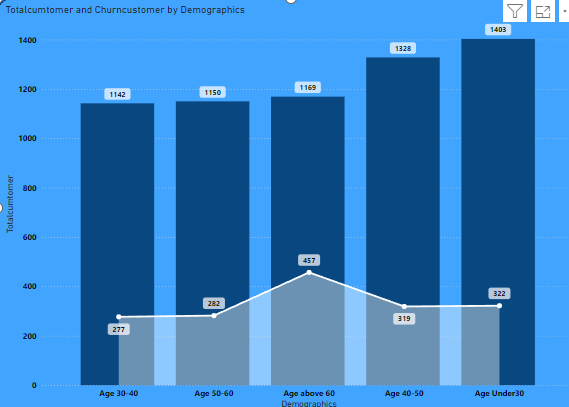 Totalcumtomer and Churncustomer by Demographics
Totalcumtomer
1400
1200
1000
800
600
400
200
0
1142
1150
1169
1328
1403
277
282
457
319
322
Age 30-40
Age 50-60
Age above 60
Age 40-50
Age Under30
Demographics